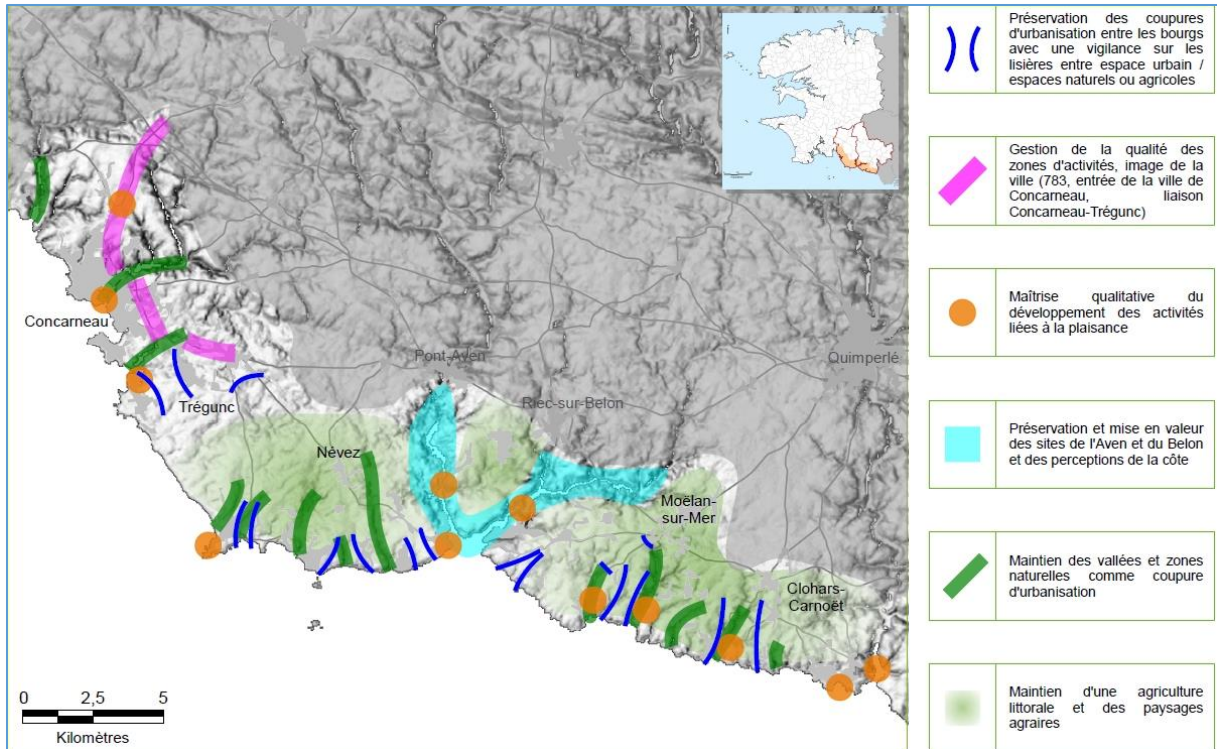 Concarneau
Trégunc
Pont-Aven
Riec-sur-Belon
Quimperlé
Névez
Moëlan-
sur-Mer
Clohars-
Carnoët
0 2,5 5
Kilomètres
Préservation des coupures
d'urbanisation entre les bourgs
avec une vigilance sur les
lisières entre espace urbain /
espaces naturels ou agricoles
Gestion de la qualité des
zones d'activités, image de la
ville (783, entrée de la ville de
Concarneau, liaison
Concarneau-Trégunc)
Maîtrise qualitative du
développement des activités
liées à la plaisance
Préservation et mise en valeur
des sites de l'Aven et du Belon
et des perceptions de la côte
Maintien des vallées et zones
naturelles comme coupure
d'urbanisation
Maintien d'une agriculture
littorale et des paysages
agraires